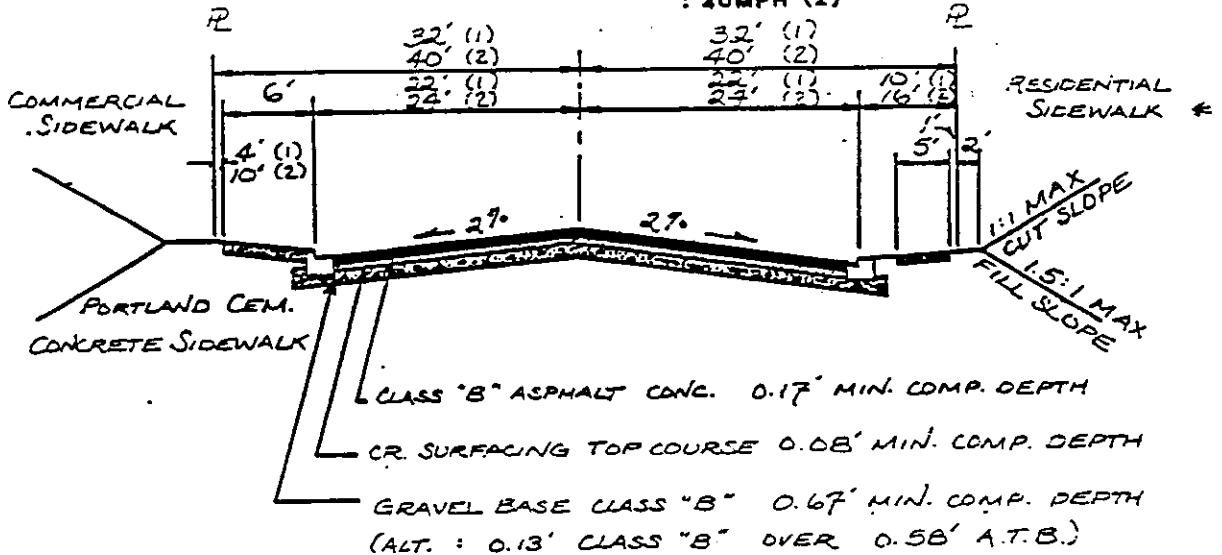 : 20MPH (2)
PL PL
32' (1) 32' (1)
40' (2) 40' (2)
6' 22' (1) 22' (1) 10' (1)
24' (2) 24' (2) 16' (2)
COMMERCIAL
.SIDEWALK
RESIDENTIAL
SIDEWALK *
4' (1)
10' (2)
1'
5' 2'
2% 2%
1:1 MAX
CUT SLOPE
1.5:1 MAX
FILL SLOPE
PORTLAND CEM.
CONCRETE SIDEWALK
CLASS "B" ASPHALT CONC. 0.17' MIN. COMP. DEPTH
CR. SURFACING TOP COURSE 0.08' MIN. COMP. DEPTH
GRAVEL BASE CLASS "B" 0.67' MIN. COMP. DEPTH
(ALT. : 0.13' CLASS "B" OVER 0.58' A.T.B.)